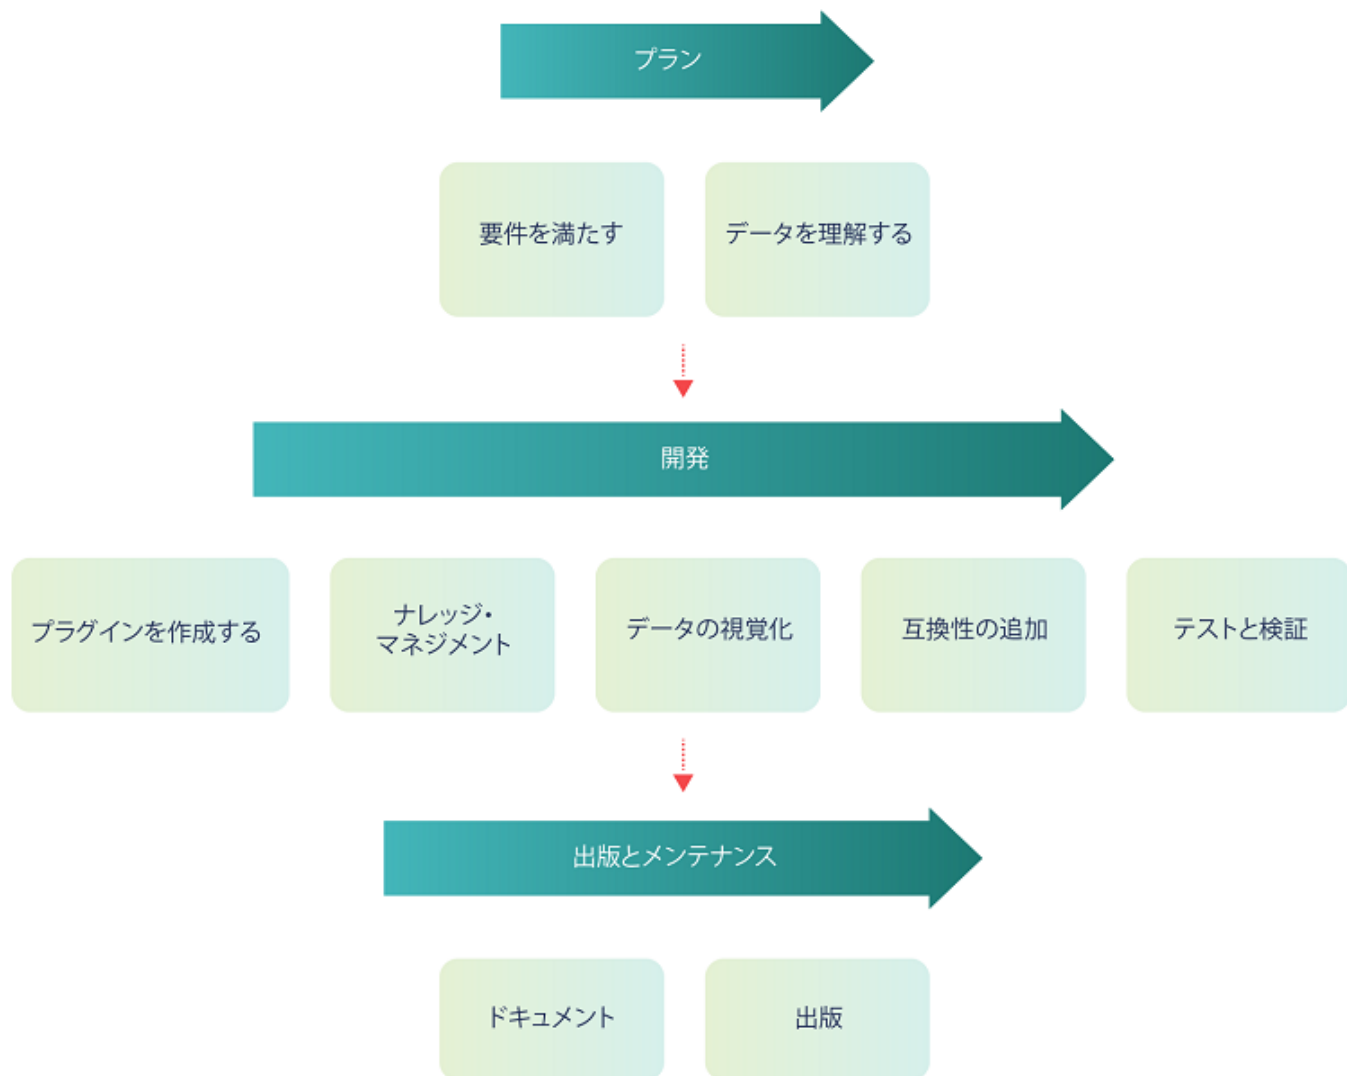 プラン
要件を満たす
データを理解する
開発
プラグインを作成する
ナレッジ・
マネジメント
データの視覚化
互換性の追加
テストと検証
出版とメンテナンス
ドキュメント
出版